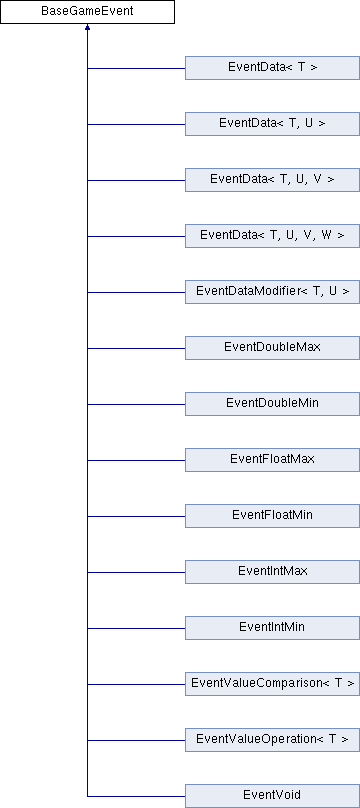 BaseGameEvent
EventData< T >
EventData< T, U >
EventData< T, U, V >
EventData< T, U, V, W >
EventDataModifier< T, U >
EventDoubleMax
EventDoubleMin
EventFloatMax
EventFloatMin
EventIntMax
EventIntMin
EventValueComparison< T >
EventValueOperation< T >
EventVoid